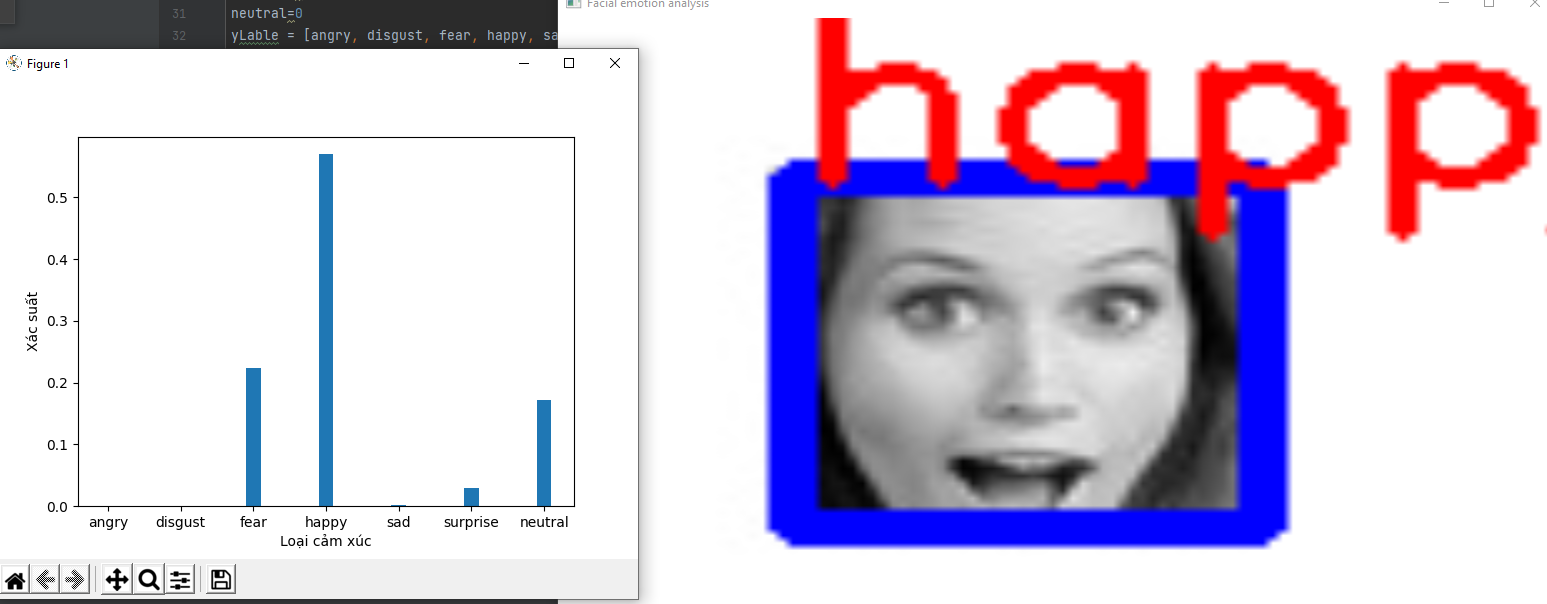 31 neutral=0
32 yLable = [angry, disgust, fear, happy, sa
Figure 1
0.5
0.4
0.3
0.2
0.1
0.0
Xác suất
angry disgust fear happy sad surprise neutral
Loại cảm xúc
Facial emotion analysis
happ